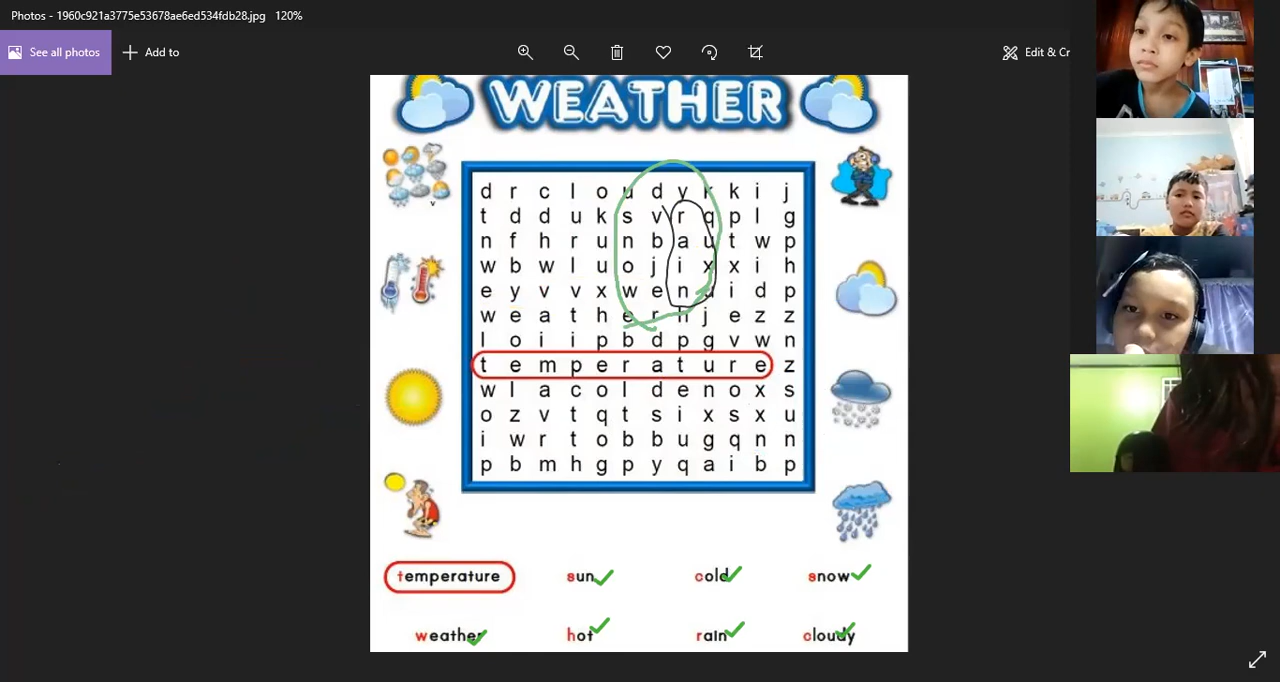 Photos - 1960c921a3775e53678ae6ed534fdb28.jpg 120%
See all photos
Add to
Edit & Cr
WEATHER
d r c l o u d y k k i j
t d d u k s v r q p l g
n f h r u n b a u t w p
w b w l u o j i x x i h
e y v v x w e n u i d p
w e a t h e r n j e z z
l o i i p b d p g v w n
t e m p e r a t u r e z
w l a c o l d e n o x s
o z v t q t s i x s x u
i w r t o b b u g q n n
p b m h g p y q a i b p
temperature sun cold snow
weather hot rain cloudy